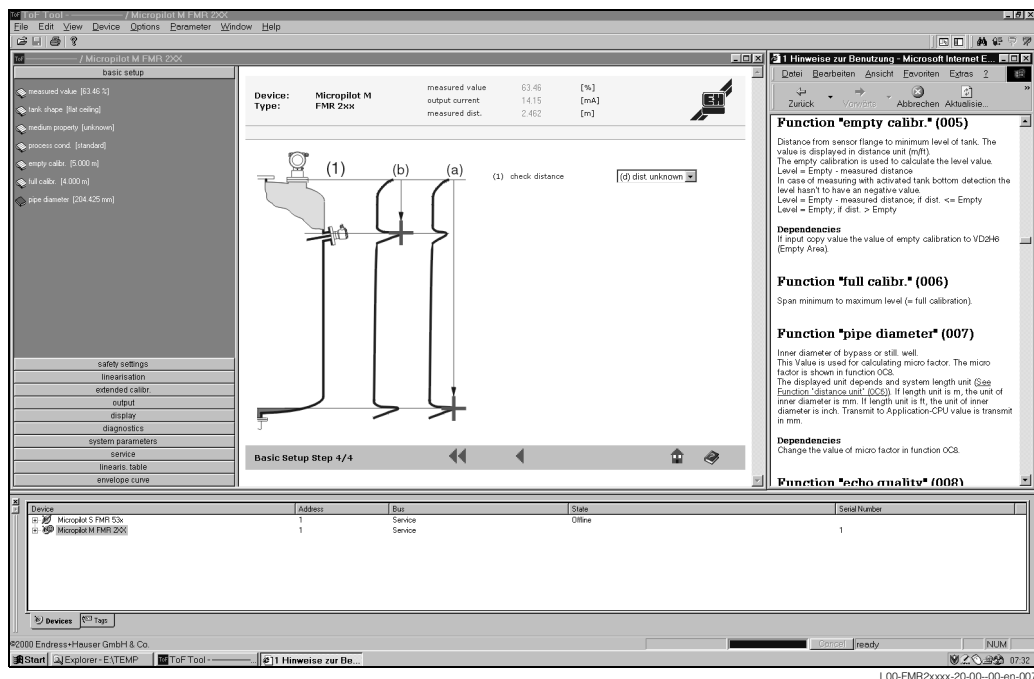 ToF Tool - / Micropilot M FMR 2XX
File Edit View Device Options Parameter Window Help
/ Micropilot M FMR 2XX
basic setup
measured value [63.46 %]
tank shape [flat ceiling]
medium property [unknown]
process cond. [standard]
empty calibr. [5.000 m]
full calibr. [4.000 m]
pipe diameter [204.425 mm]
safety settings
linearisation
extended calibr.
output
display
diagnostics
system parameters
service
linearis. table
envelope curve
Device: Micropilot M
Type: FMR 2xx
measured value 63.46 [%]
output current 14.15 [mA]
measured dist. 2.462 [m]
EH
(1) (b) (a)
(1) check distance (d) dist. unknown
Basic Setup Step 4/4
1 Hinweise zur Benutzung - Microsoft Internet E...
Datei Bearbeiten Ansicht Favoriten Extras ?
Zurück Vorwärts Abbrechen Aktualisie...
Function "empty calibr." (005)
Distance from sensor flange to minimum level of tank. The
value is displayed in distance unit (m/ft).
The empty calibration is used to calculate the level value.
Level = Empty - measured distance
In case of measuring with activated tank bottom detection the
level hasn't to have an negative value.
Level = Empty - measured distance; if dist. <= Empty
Level = Empty; if dist. > Empty
Dependencies
If input copy value the value of empty calibration to VD2H6
(Empty Area).
Function "full calibr." (006)
Span minimum to maximum level (= full calibration).
Function "pipe diameter" (007)
Inner diameter of bypass or still. well.
This Value is used for calculating micro factor. The micro
factor is shown in function 0C8.
The displayed unit depends and system length unit (See
Function "distance unit" (0C5)). If length unit is m, the unit of
inner diameter is mm. If length unit is ft, the unit of inner
diameter is inch. Transmit to Application-CPU value is transmit
in mm.
Dependencies
Change the value of micro factor in function 0C8.
Function "echo quality" (008)
Device Address Bus State Serial Number
Micropilot S FMR 53x 1 Service Offline
Micropilot M FMR 2XX 1 Service 1
Devices Tags
©2000 Endress+Hauser GmbH & Co.
Cancel ready NUM
Start Explorer - E:\TEMP ToF Tool - ... 1 Hinweise zur Be... 07:32
L00-FMR2xxxx-20-00--00-en-007